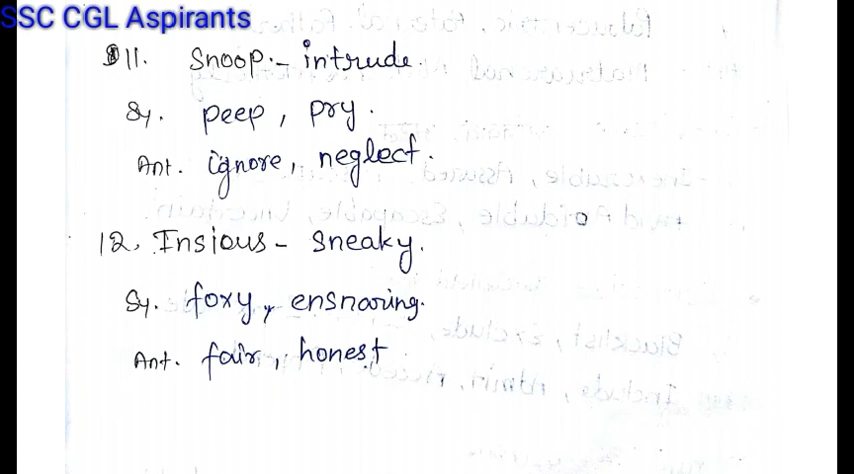 SSC CGL Aspirants
11. Snoop :- intrude.
Sy. peep, pry.
Ant. ignore, neglect.
12. Insious - Sneaky.
Sy. foxy, ensnaring.
Ant. fair, honest